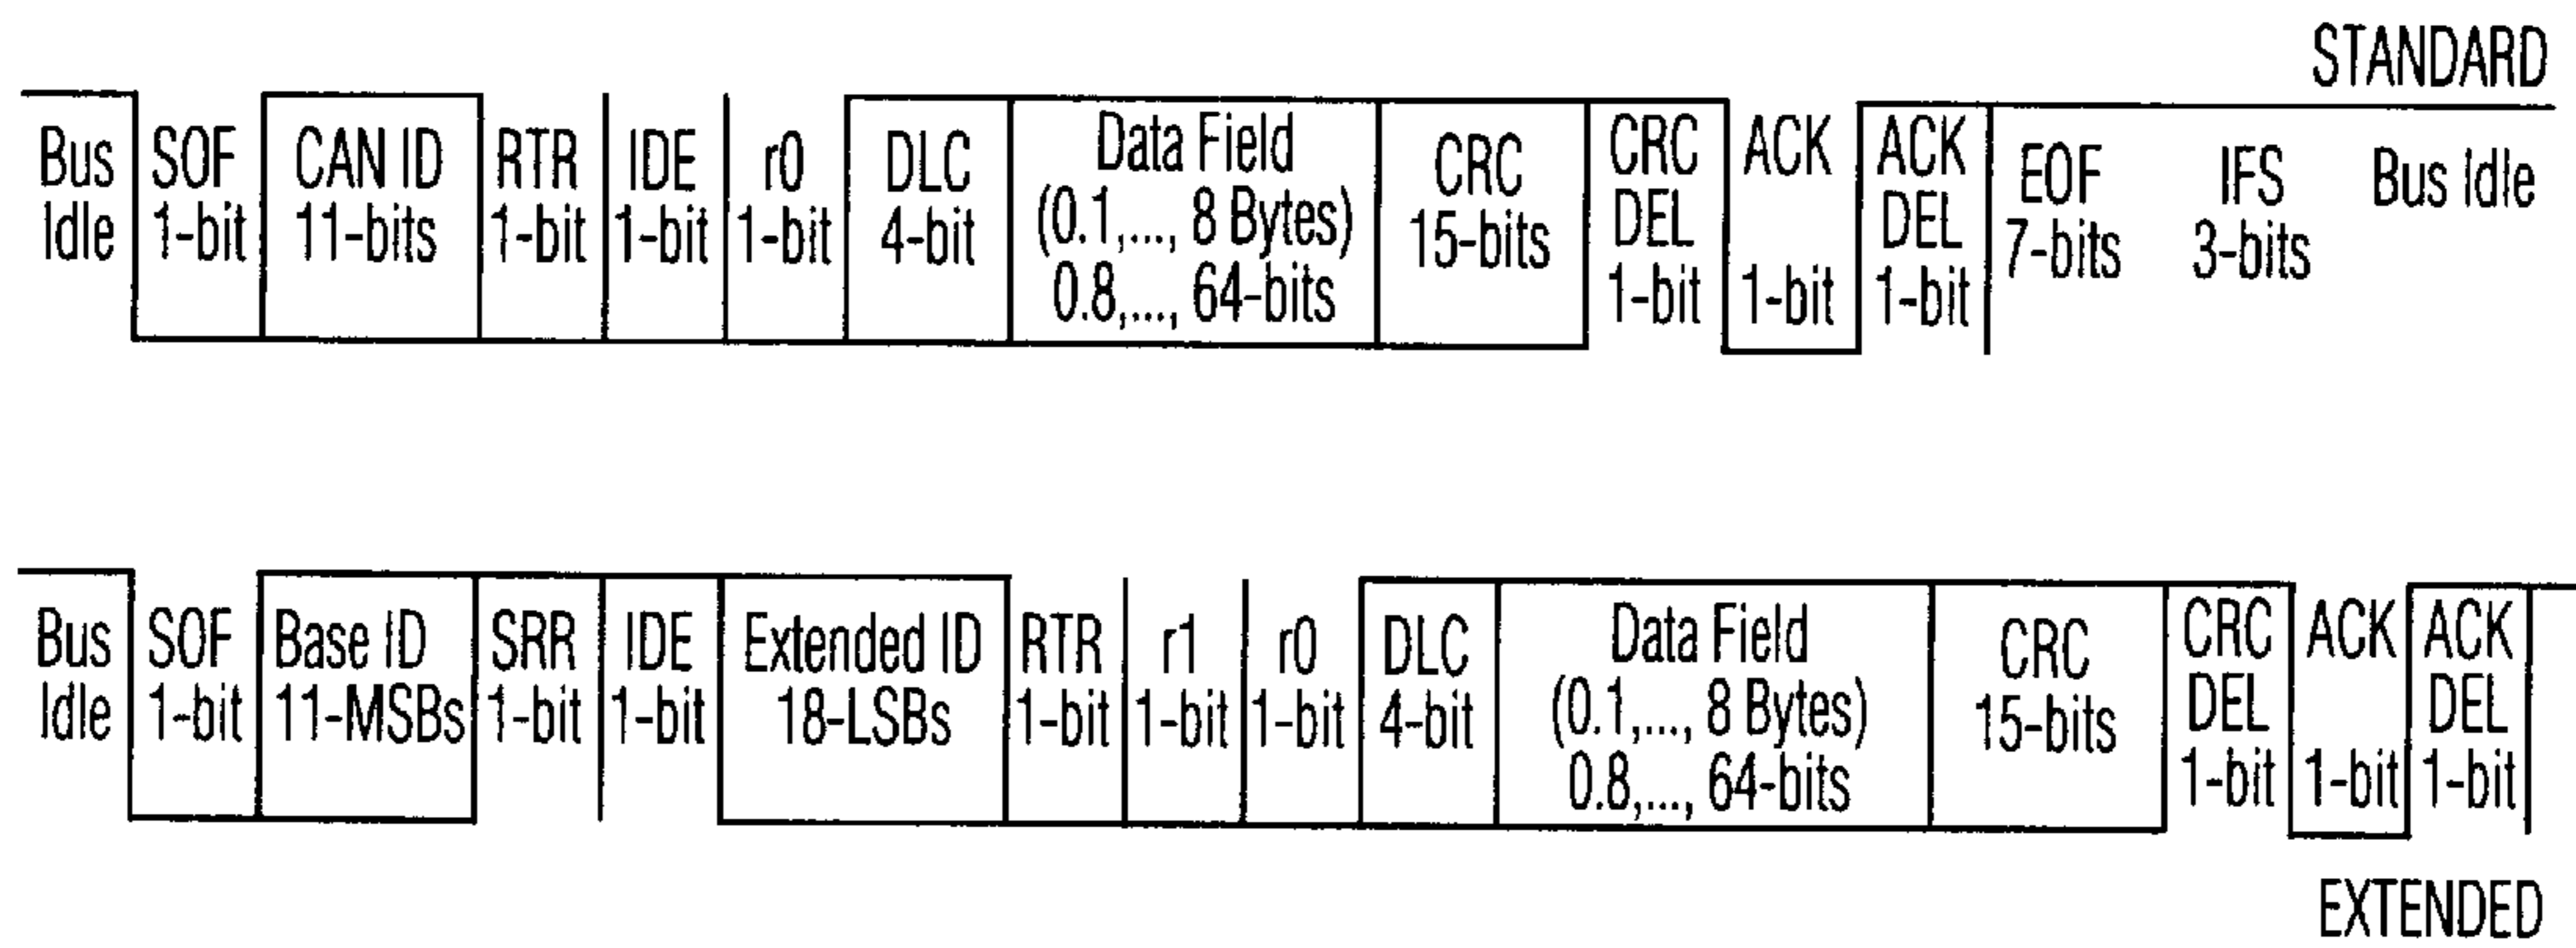 STANDARD
Bus
Idle
SOF
1-bit
CAN ID
11-bits
RTR
1-bit
IDE
1-bit
r0
1-bit
DLC
4-bit
Data Field
(0.1,..., 8 Bytes)
0.8,..., 64-bits
CRC
15-bits
CRC
DEL
1-bit
ACK
1-bit
ACK
DEL
1-bit
EOF
7-bits
IFS
3-bits
Bus Idle
Bus
Idle
SOF
1-bit
Base ID
11-MSBs
SRR
1-bit
IDE
1-bit
Extended ID
18-LSBs
RTR
1-bit
r1
1-bit
r0
1-bit
DLC
4-bit
Data Field
(0.1,..., 8 Bytes)
0.8,..., 64-bits
CRC
15-bits
CRC
DEL
1-bit
ACK
1-bit
ACK
DEL
1-bit
EXTENDED